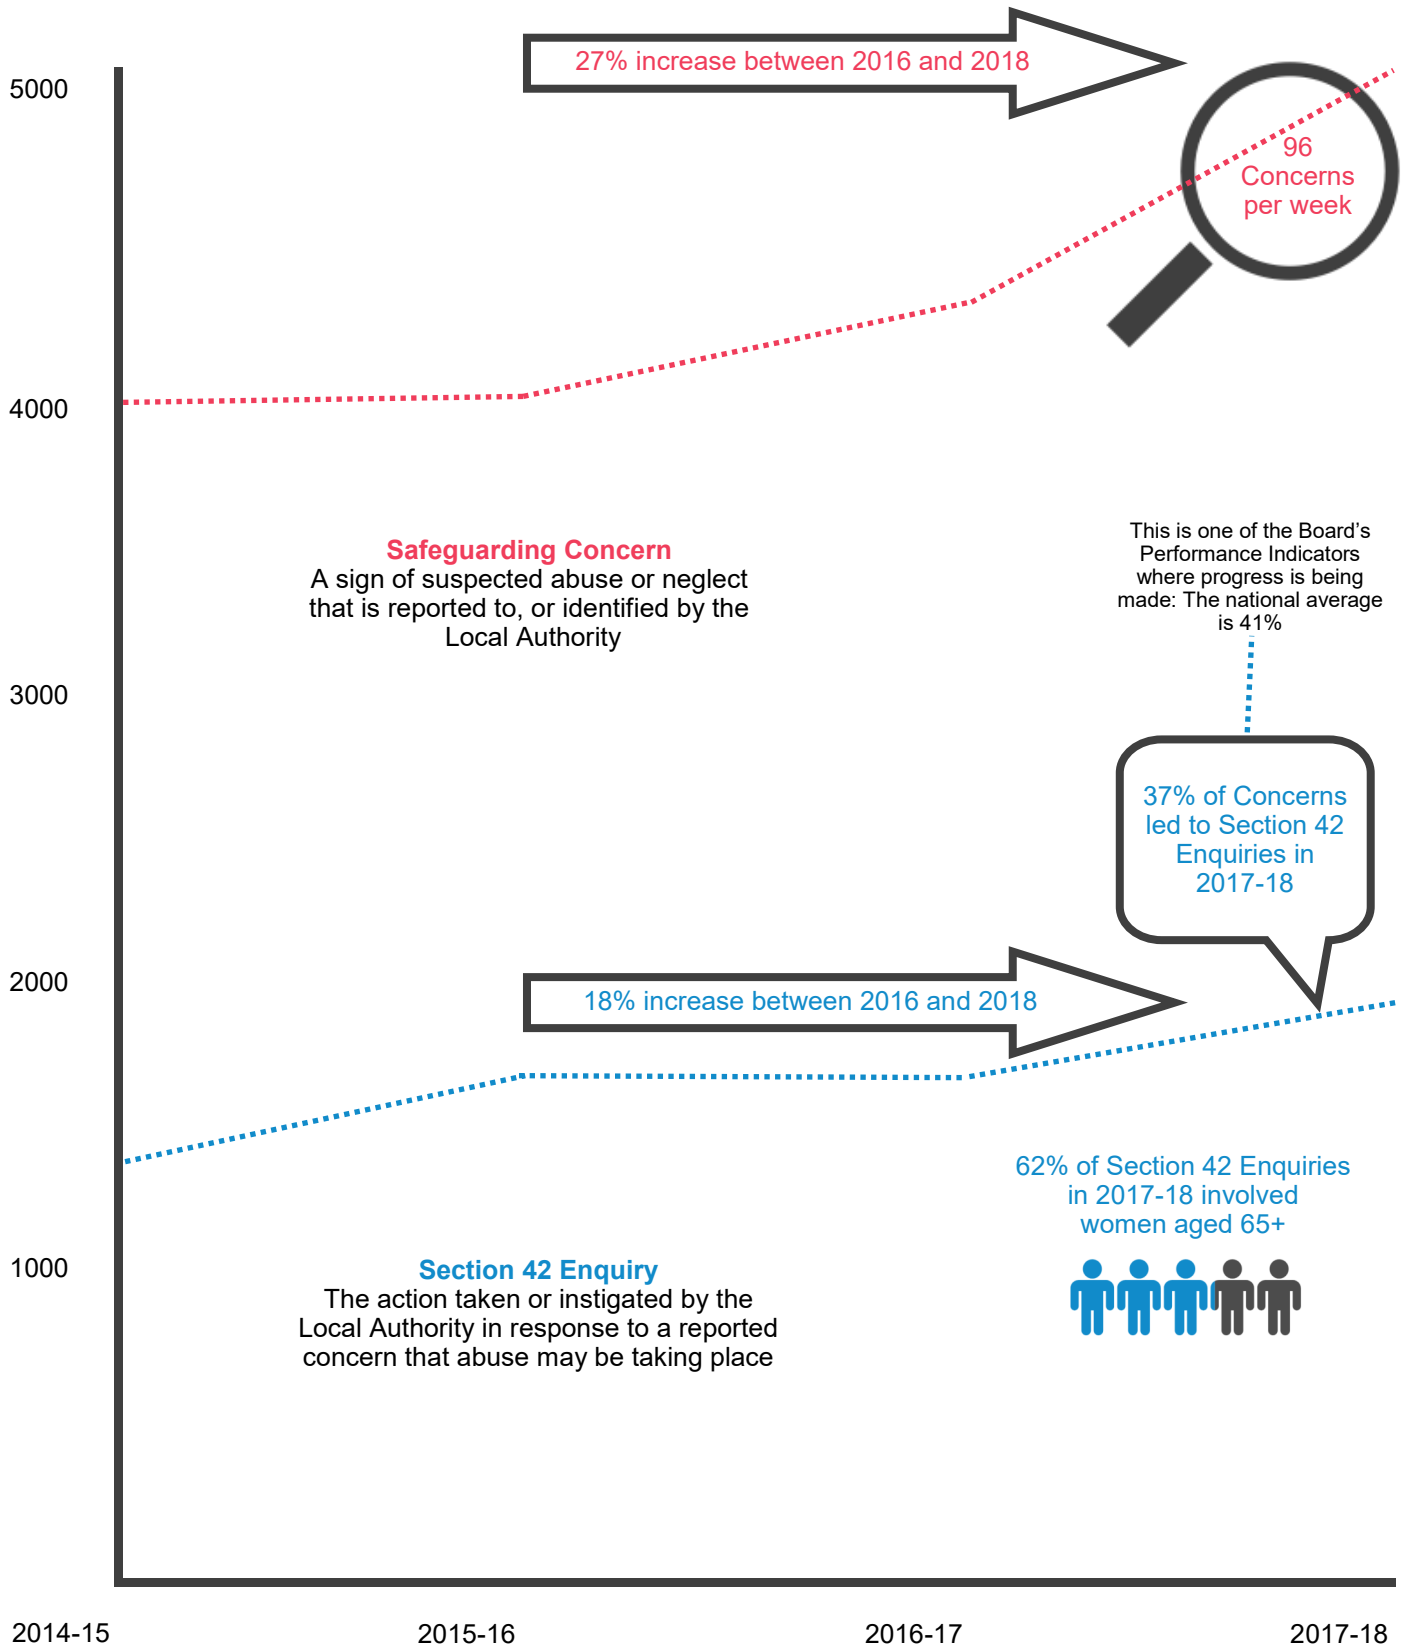 27% increase between 2016 and 2018
5000
96
Concerns
per week
4000
Safeguarding Concern
A sign of suspected abuse or neglect
that is reported to, or identified by the
Local Authority
This is one of the Board’s
Performance Indicators
where progress is being
made: The national average
is 41%
3000
37% of Concerns
led to Section 42
Enquiries in
2017-18
2000
18% increase between 2016 and 2018
62% of Section 42 Enquiries
in 2017-18 involved
women aged 65+
1000
Section 42 Enquiry
The action taken or instigated by the
Local Authority in response to a reported
concern that abuse may be taking place
2014-15
2015-16
2016-17
2017-18